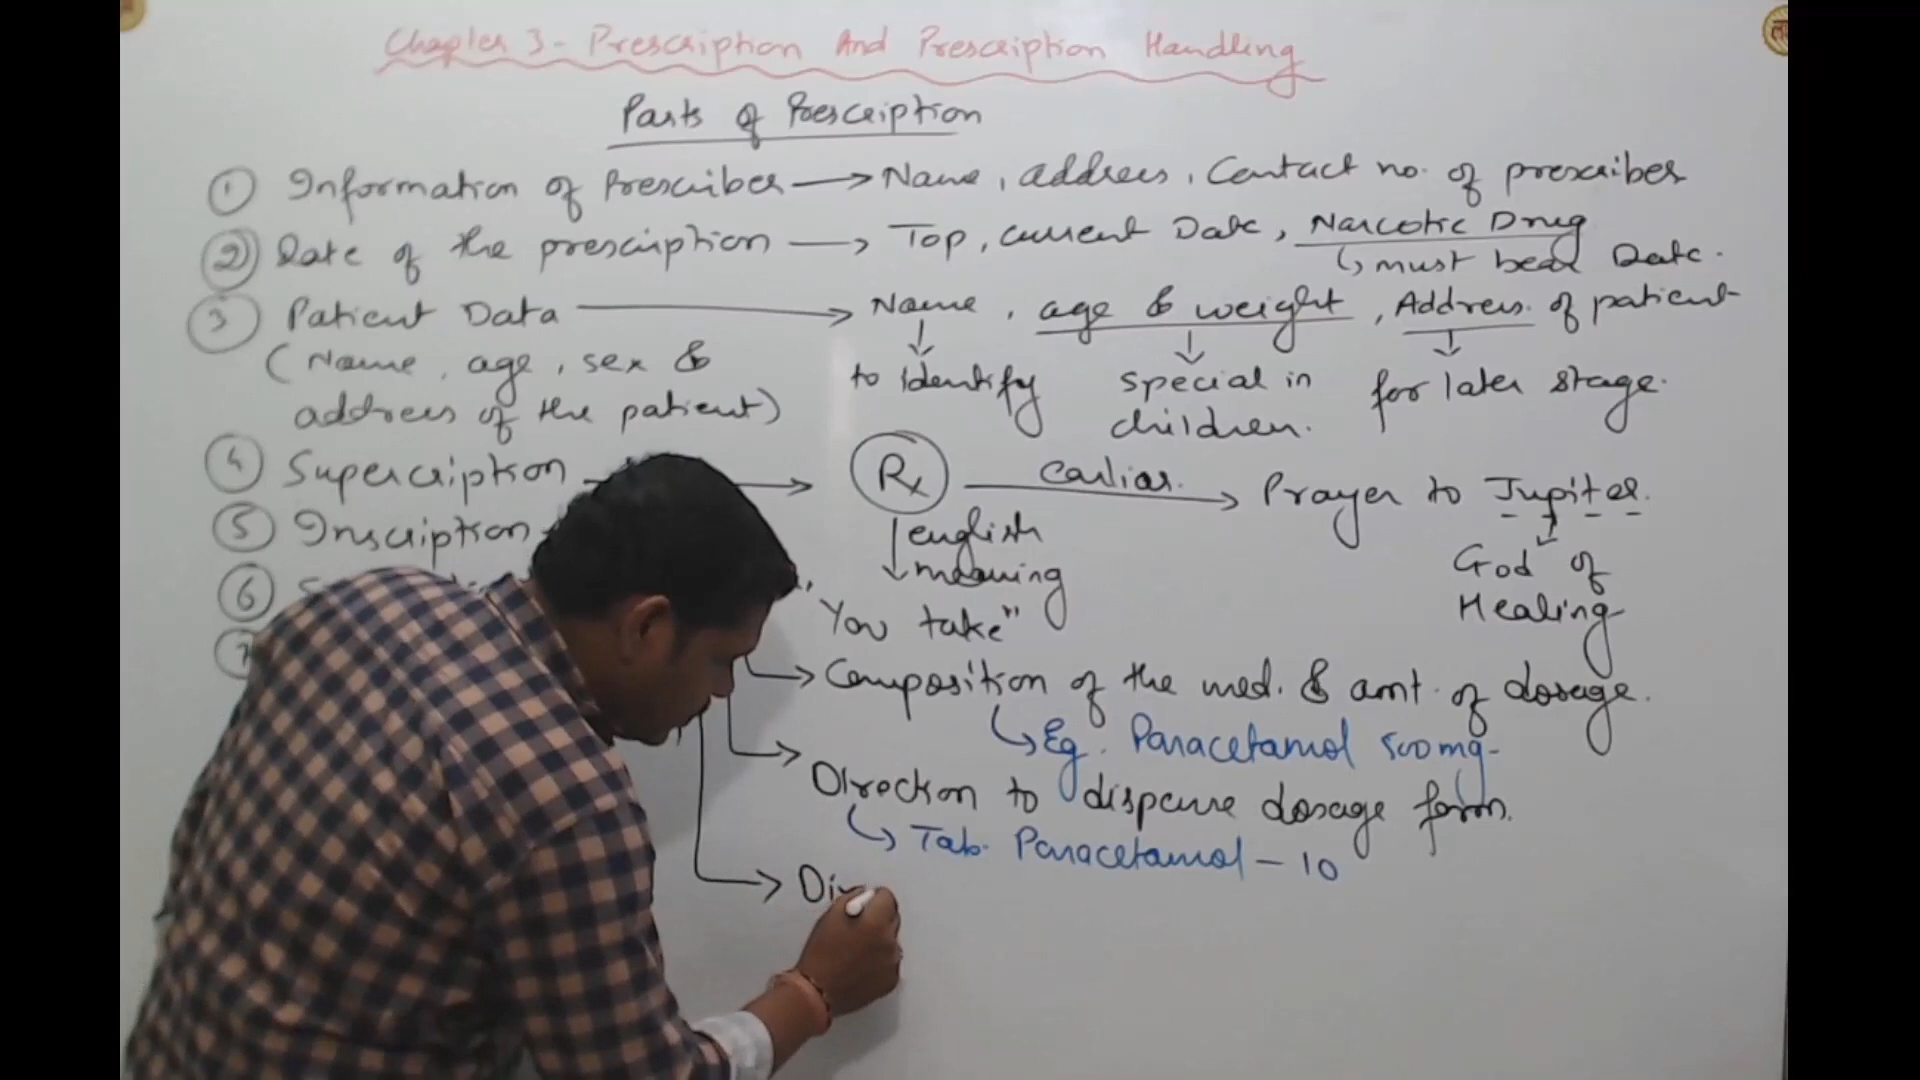 Chapter 3 - Prescription And Prescription Handling
Parts of Prescription
① Information of Prescriber → Name, address, Contact no. of prescriber
② Date of the prescription → Top, current Date, Narcotic Drug
↳ must bear Date.
③ Patient Data → Name, age & weight, Address of patient
(Name, age, sex & address of the patient)
to Identify
special in children.
for later stage.
④ Superscription → Rx earlier. → Prayer to Jupiter.
english meaning
"You take"
God of Healing
⑤ Inscription
⑥ S
⑦
→ Composition of the med. & amt. of dosage.
↳ Eg. Paracetamol 500mg-
→ Direction to dispense dosage form.
↳ Tab. Paracetamol - 10
→ Dir